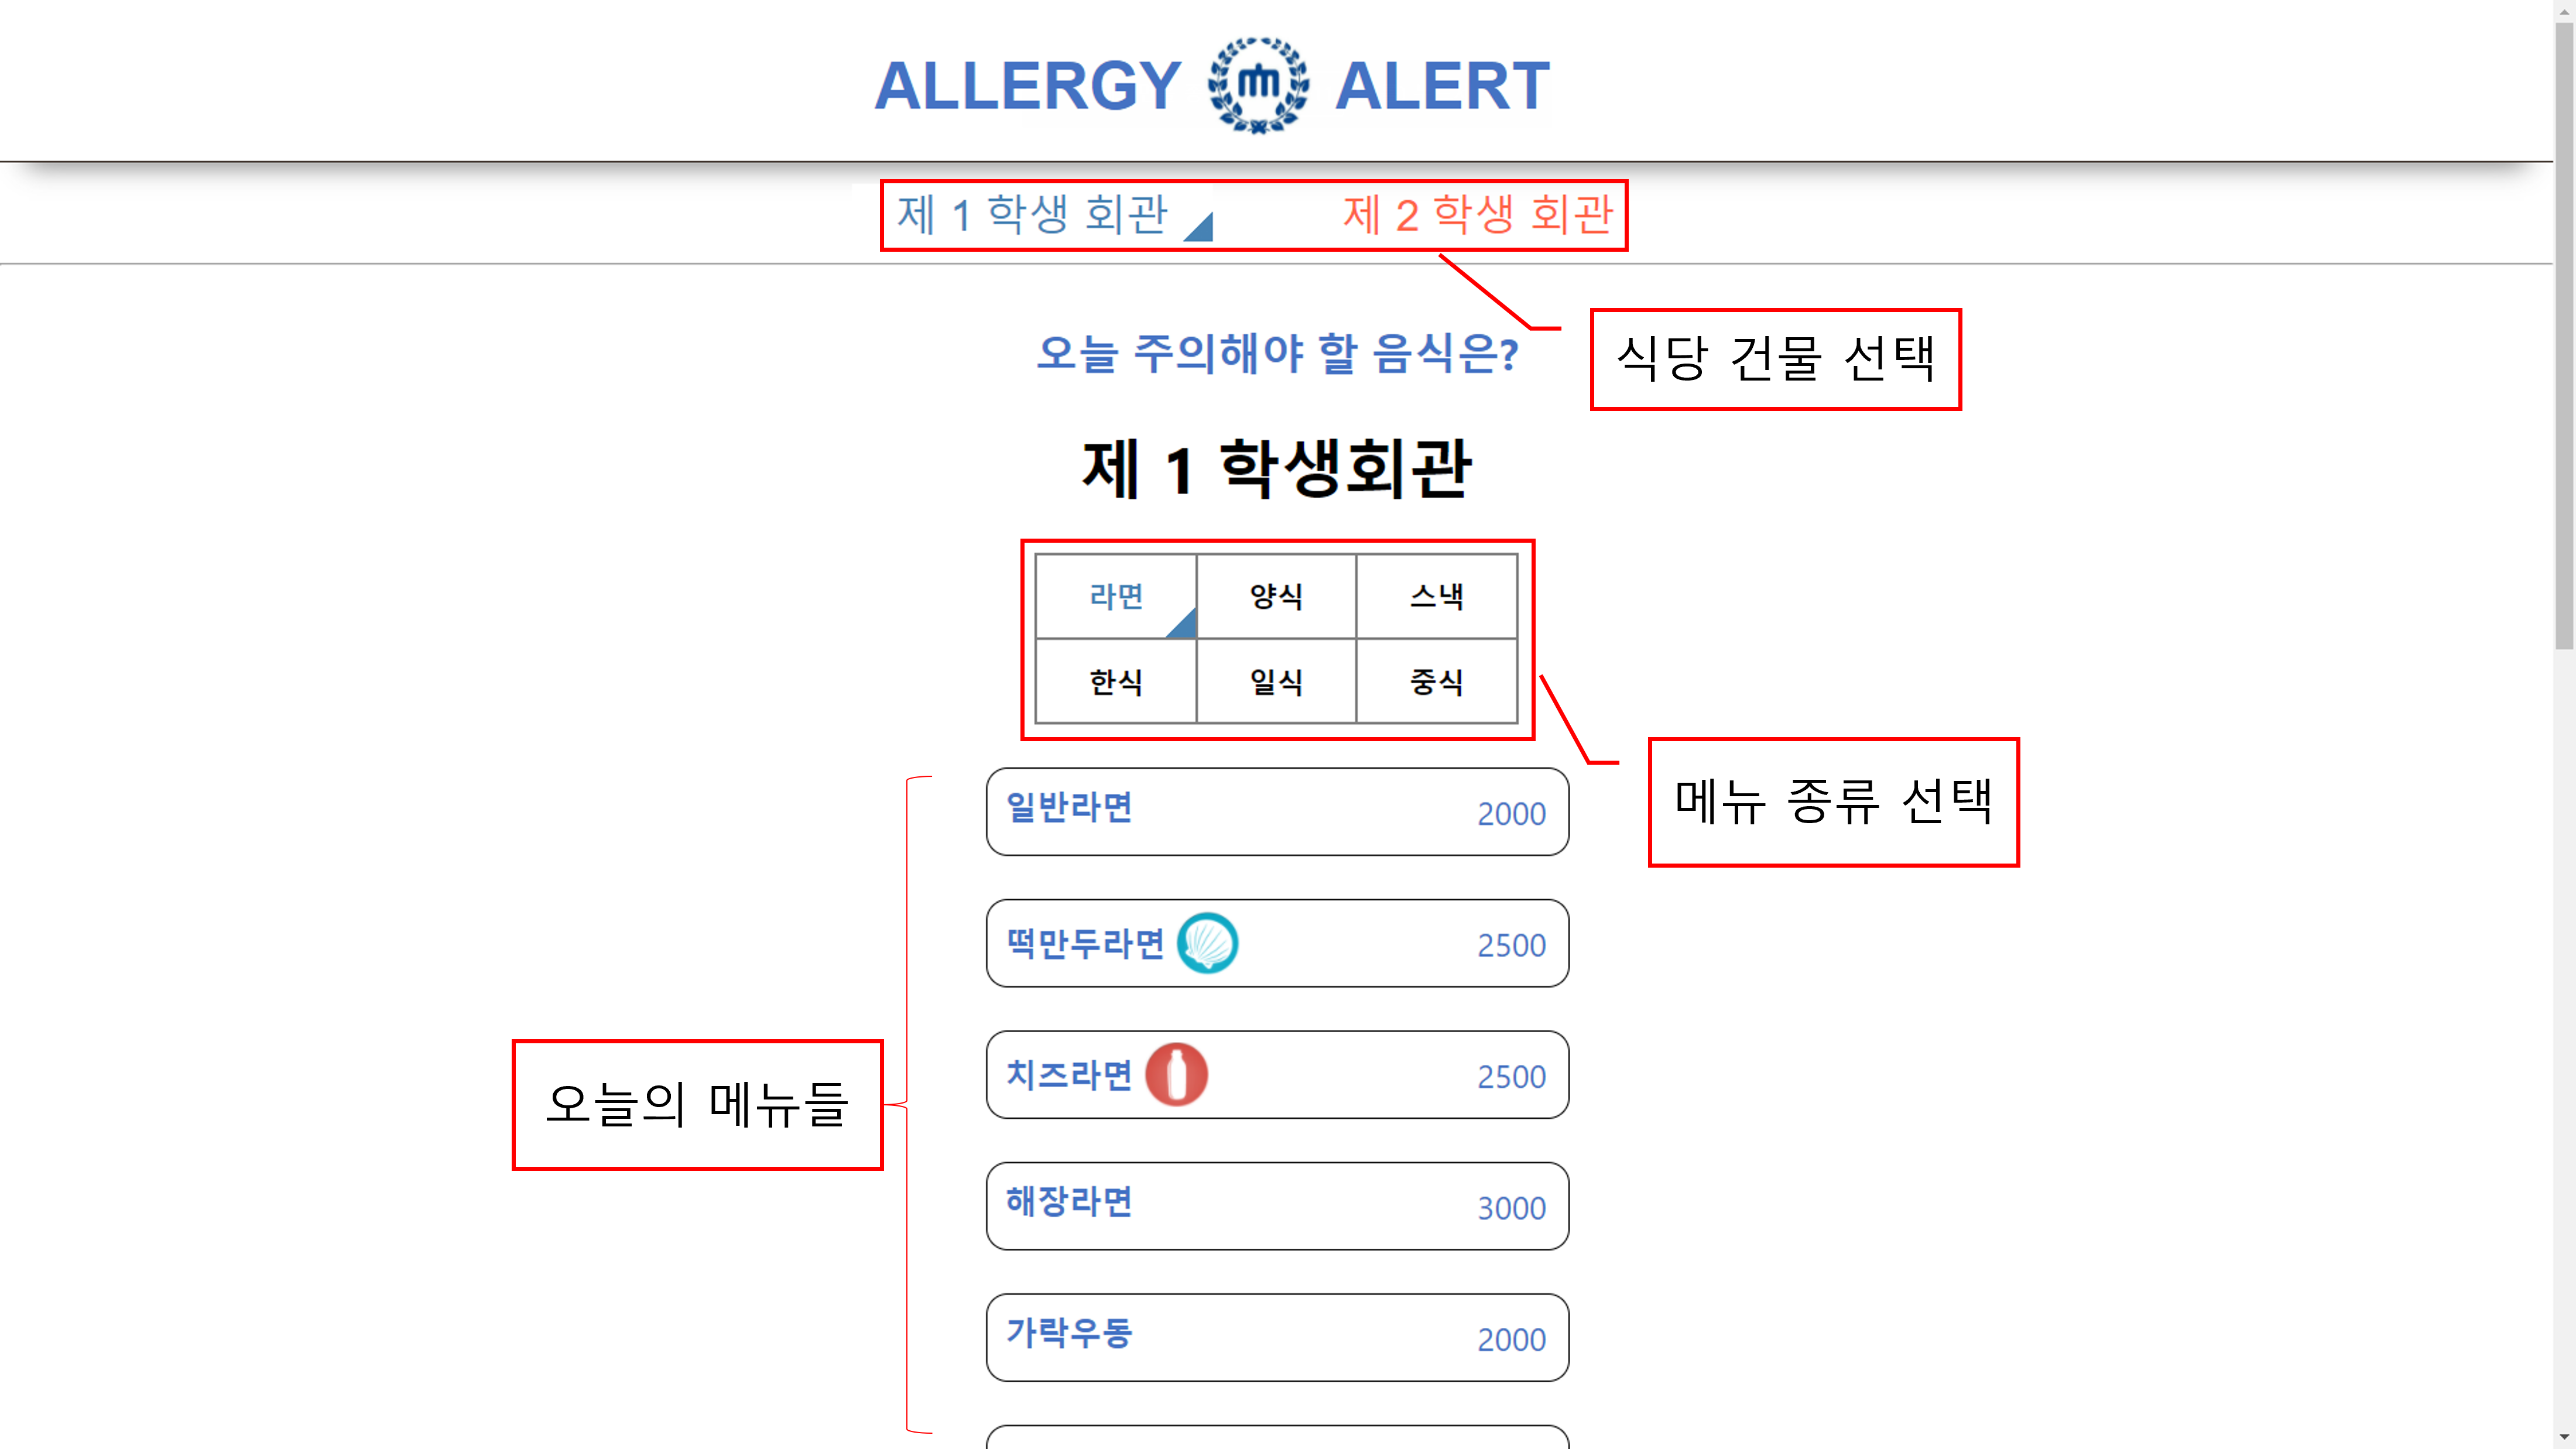 ALLERGY ALERT
제 1 학생 회관 제 2 학생 회관
식당 건물 선택
오늘 주의해야 할 음식은?
제 1 학생회관
라면 양식 스낵
한식 일식 중식
메뉴 종류 선택
일반라면 2000
떡만두라면 2500
치즈라면 2500
오늘의 메뉴들
해장라면 3000
가락우동 2000